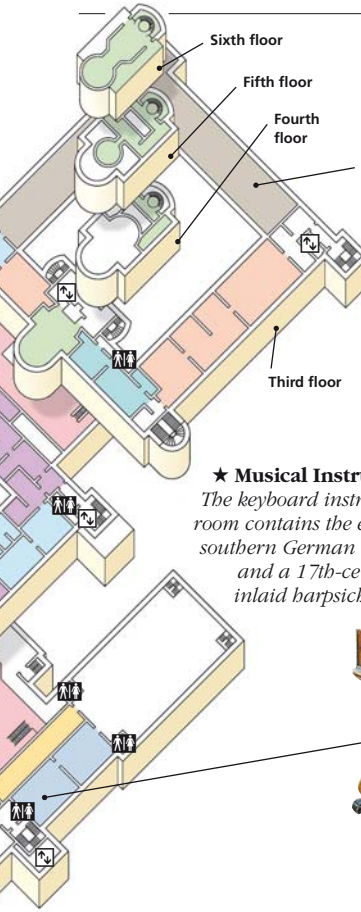 Sixth floor
Fifth floor
Fourth
floor
Third floor
★ Musical Instru
The keyboard instr
room contains the e
southern German
and a 17th-ce
inlaid harpsich